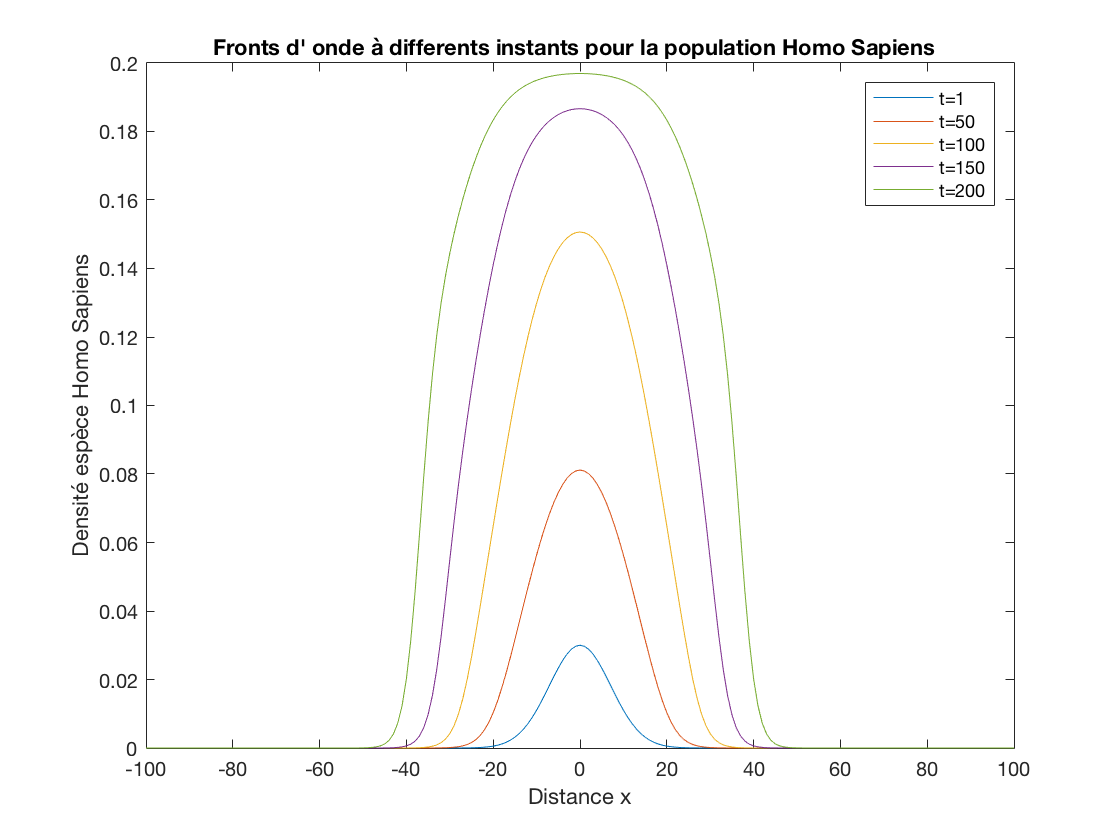 Fronts d' onde à differents instants pour la population Homo Sapiens
0.2
0.18
0.16
0.14
0.12
0.1
0.08
0.06
0.04
0.02
0
Densité espèce Homo Sapiens
t=1
t=50
t=100
t=150
t=200
-100 -80 -60 -40 -20 0 20 40 60 80 100
Distance x